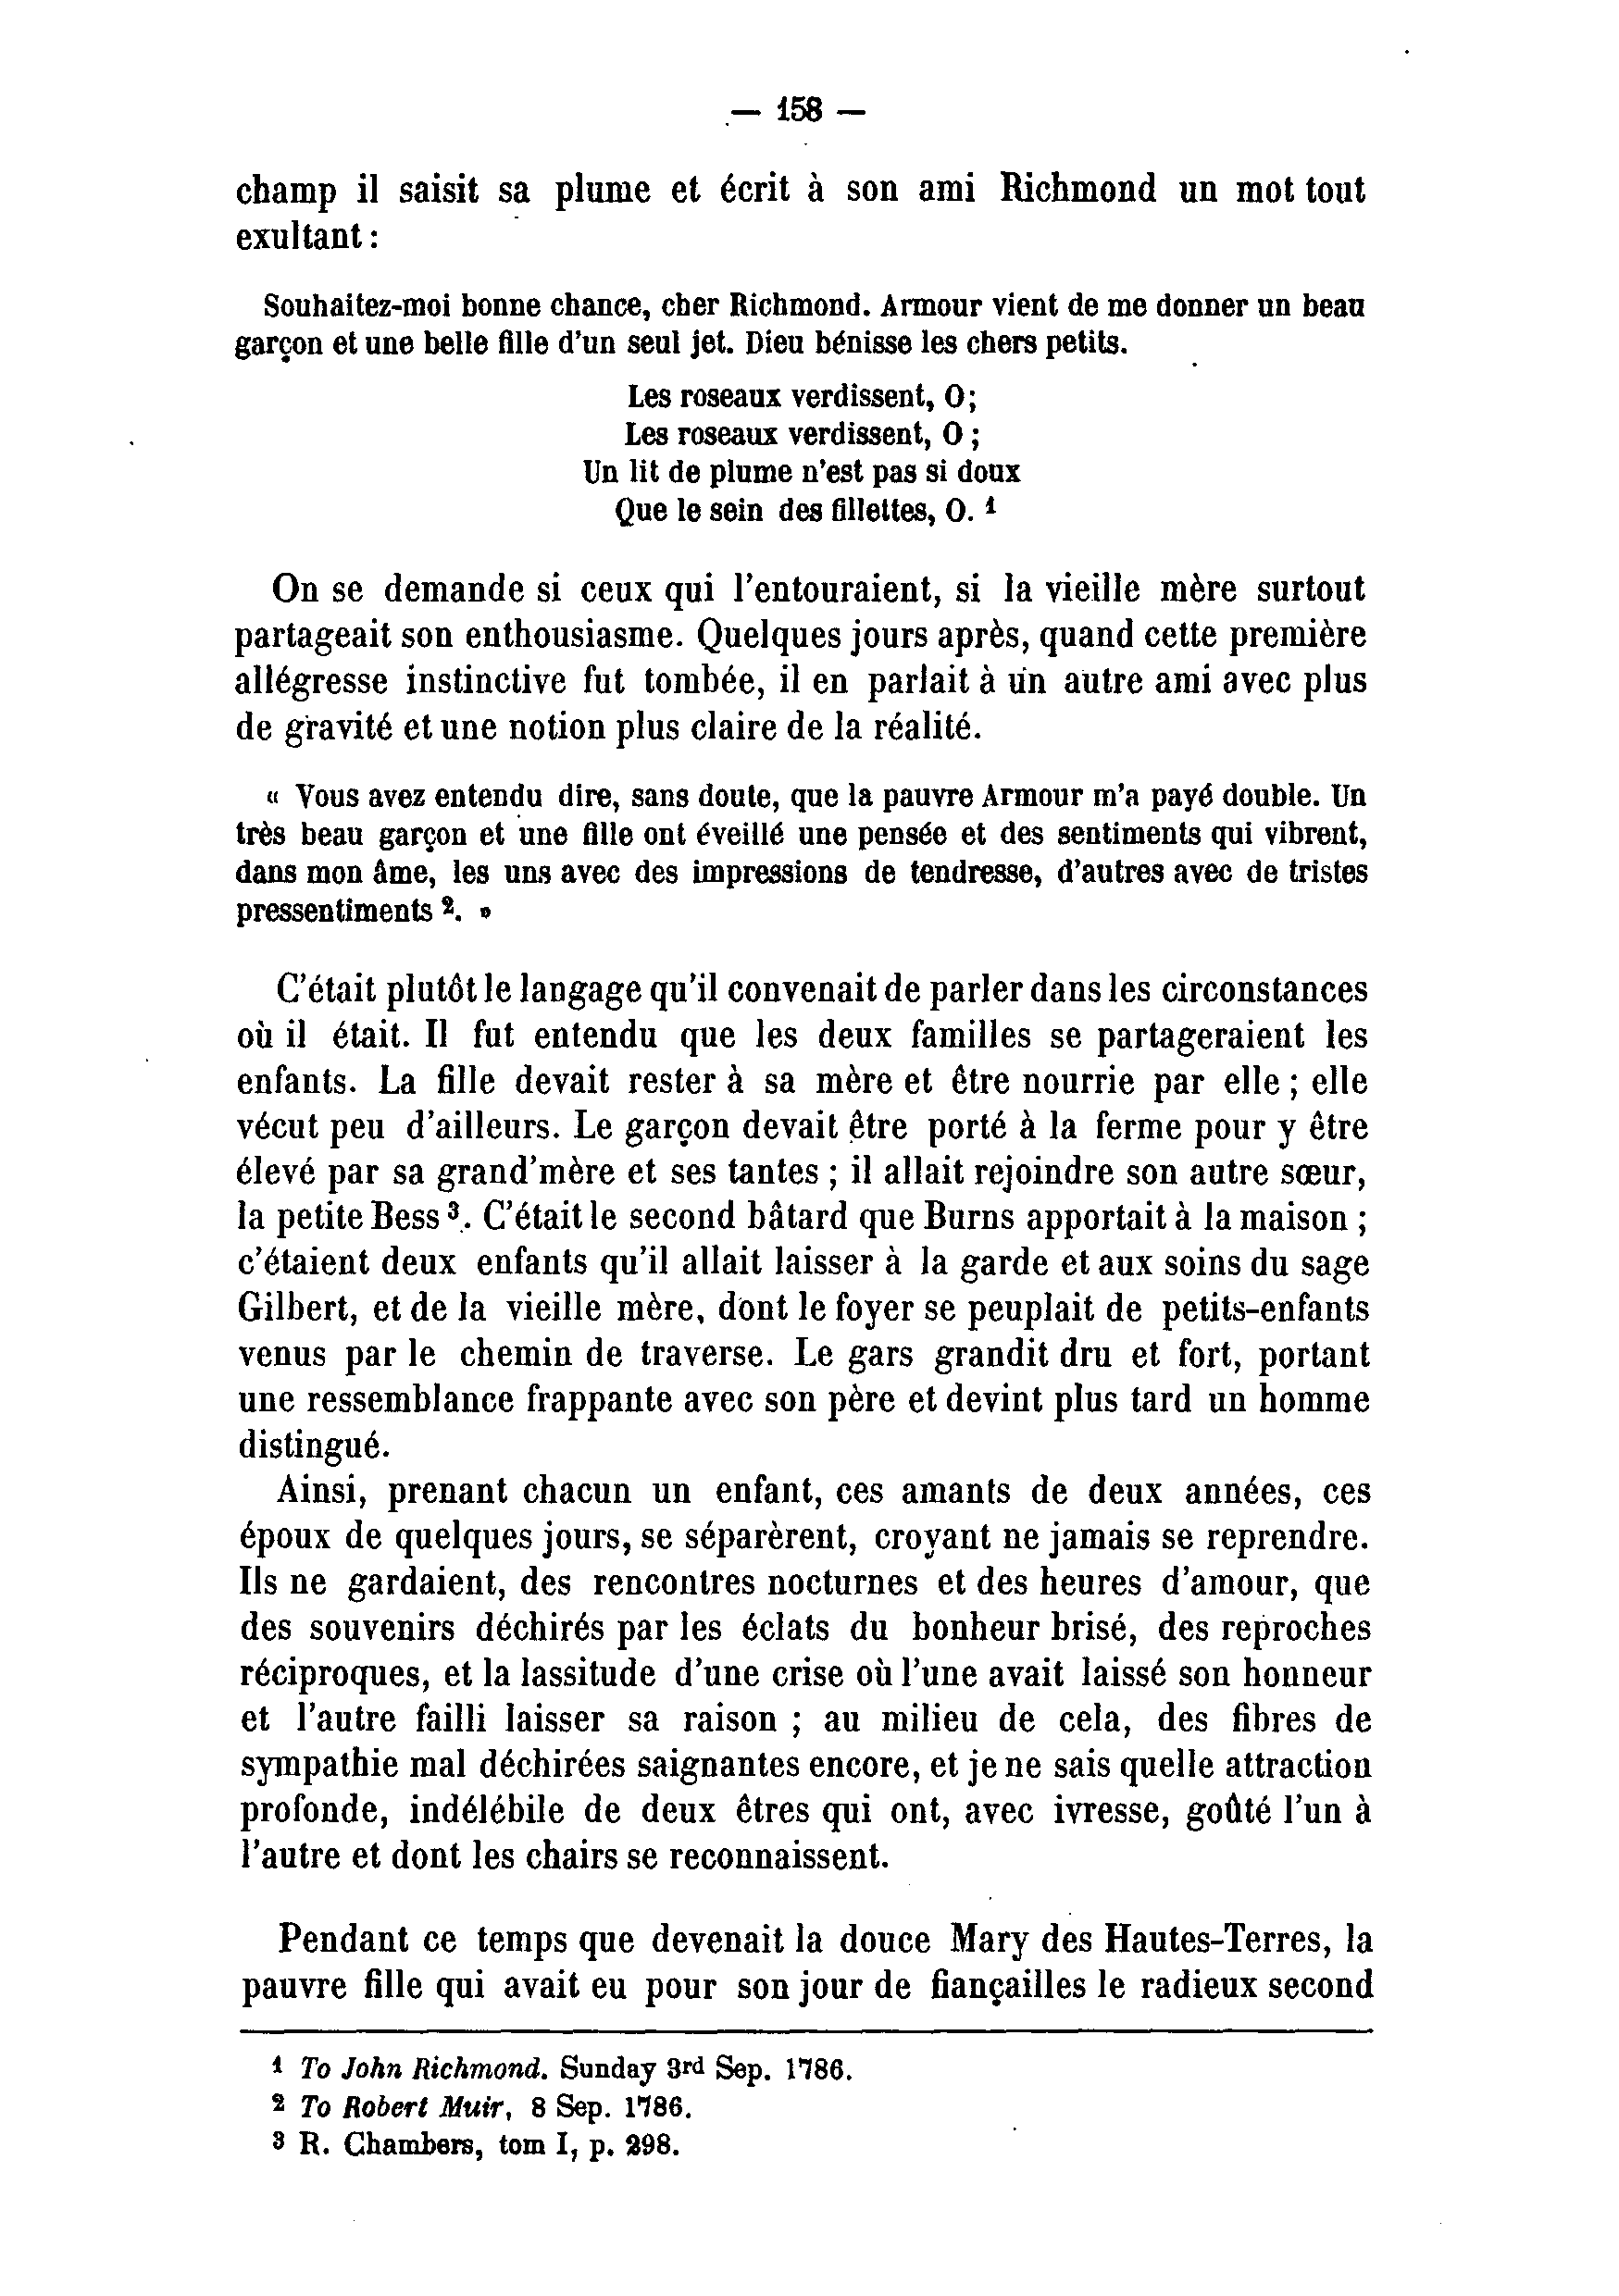 — 158 —
champ il saisit sa plume et écrit à son ami Richmond un mot tout
exultant :
Souhaitez-moi bonne chance, cher Richmond. Armour vient de me donner un beau
garçon et une belle fille d'un seul jet. Dieu bénisse les chers petits.
Les roseaux verdissent, O;
Les roseaux verdissent, O ;
Un lit de plume n'est pas si doux
Que le sein des fillettes, O. ¹
On se demande si ceux qui l'entouraient, si la vieille mère surtout
partageait son enthousiasme. Quelques jours après, quand cette première
allégresse instinctive fut tombée, il en parlait à un autre ami avec plus
de gravité et une notion plus claire de la réalité.
« Vous avez entendu dire, sans doute, que la pauvre Armour m'a payé double. Un
très beau garçon et une fille ont éveillé une pensée et des sentiments qui vibrent,
dans mon âme, les uns avec des impressions de tendresse, d'autres avec de tristes
pressentiments ². »
C'était plutôt le langage qu'il convenait de parler dans les circonstances
où il était. Il fut entendu que les deux familles se partageraient les
enfants. La fille devait rester à sa mère et être nourrie par elle ; elle
vécut peu d'ailleurs. Le garçon devait être porté à la ferme pour y être
élevé par sa grand'mère et ses tantes ; il allait rejoindre son autre sœur,
la petite Bess ³. C'était le second bâtard que Burns apportait à la maison ;
c'étaient deux enfants qu'il allait laisser à la garde et aux soins du sage
Gilbert, et de la vieille mère, dont le foyer se peuplait de petits-enfants
venus par le chemin de traverse. Le gars grandit dru et fort, portant
une ressemblance frappante avec son père et devint plus tard un homme
distingué.
Ainsi, prenant chacun un enfant, ces amants de deux années, ces
époux de quelques jours, se séparèrent, croyant ne jamais se reprendre.
Ils ne gardaient, des rencontres nocturnes et des heures d'amour, que
des souvenirs déchirés par les éclats du bonheur brisé, des reproches
réciproques, et la lassitude d'une crise où l'une avait laissé son honneur
et l'autre failli laisser sa raison ; au milieu de cela, des fibres de
sympathie mal déchirées saignantes encore, et je ne sais quelle attraction
profonde, indélébile de deux êtres qui ont, avec ivresse, goûté l'un à
l'autre et dont les chairs se reconnaissent.
Pendant ce temps que devenait la douce Mary des Hautes-Terres, la
pauvre fille qui avait eu pour son jour de fiançailles le radieux second
¹ To John Richmond. Sunday 3rd Sep. 1786.
² To Robert Muir, 8 Sep. 1786.
³ R. Chambers, tom I, p. 298.